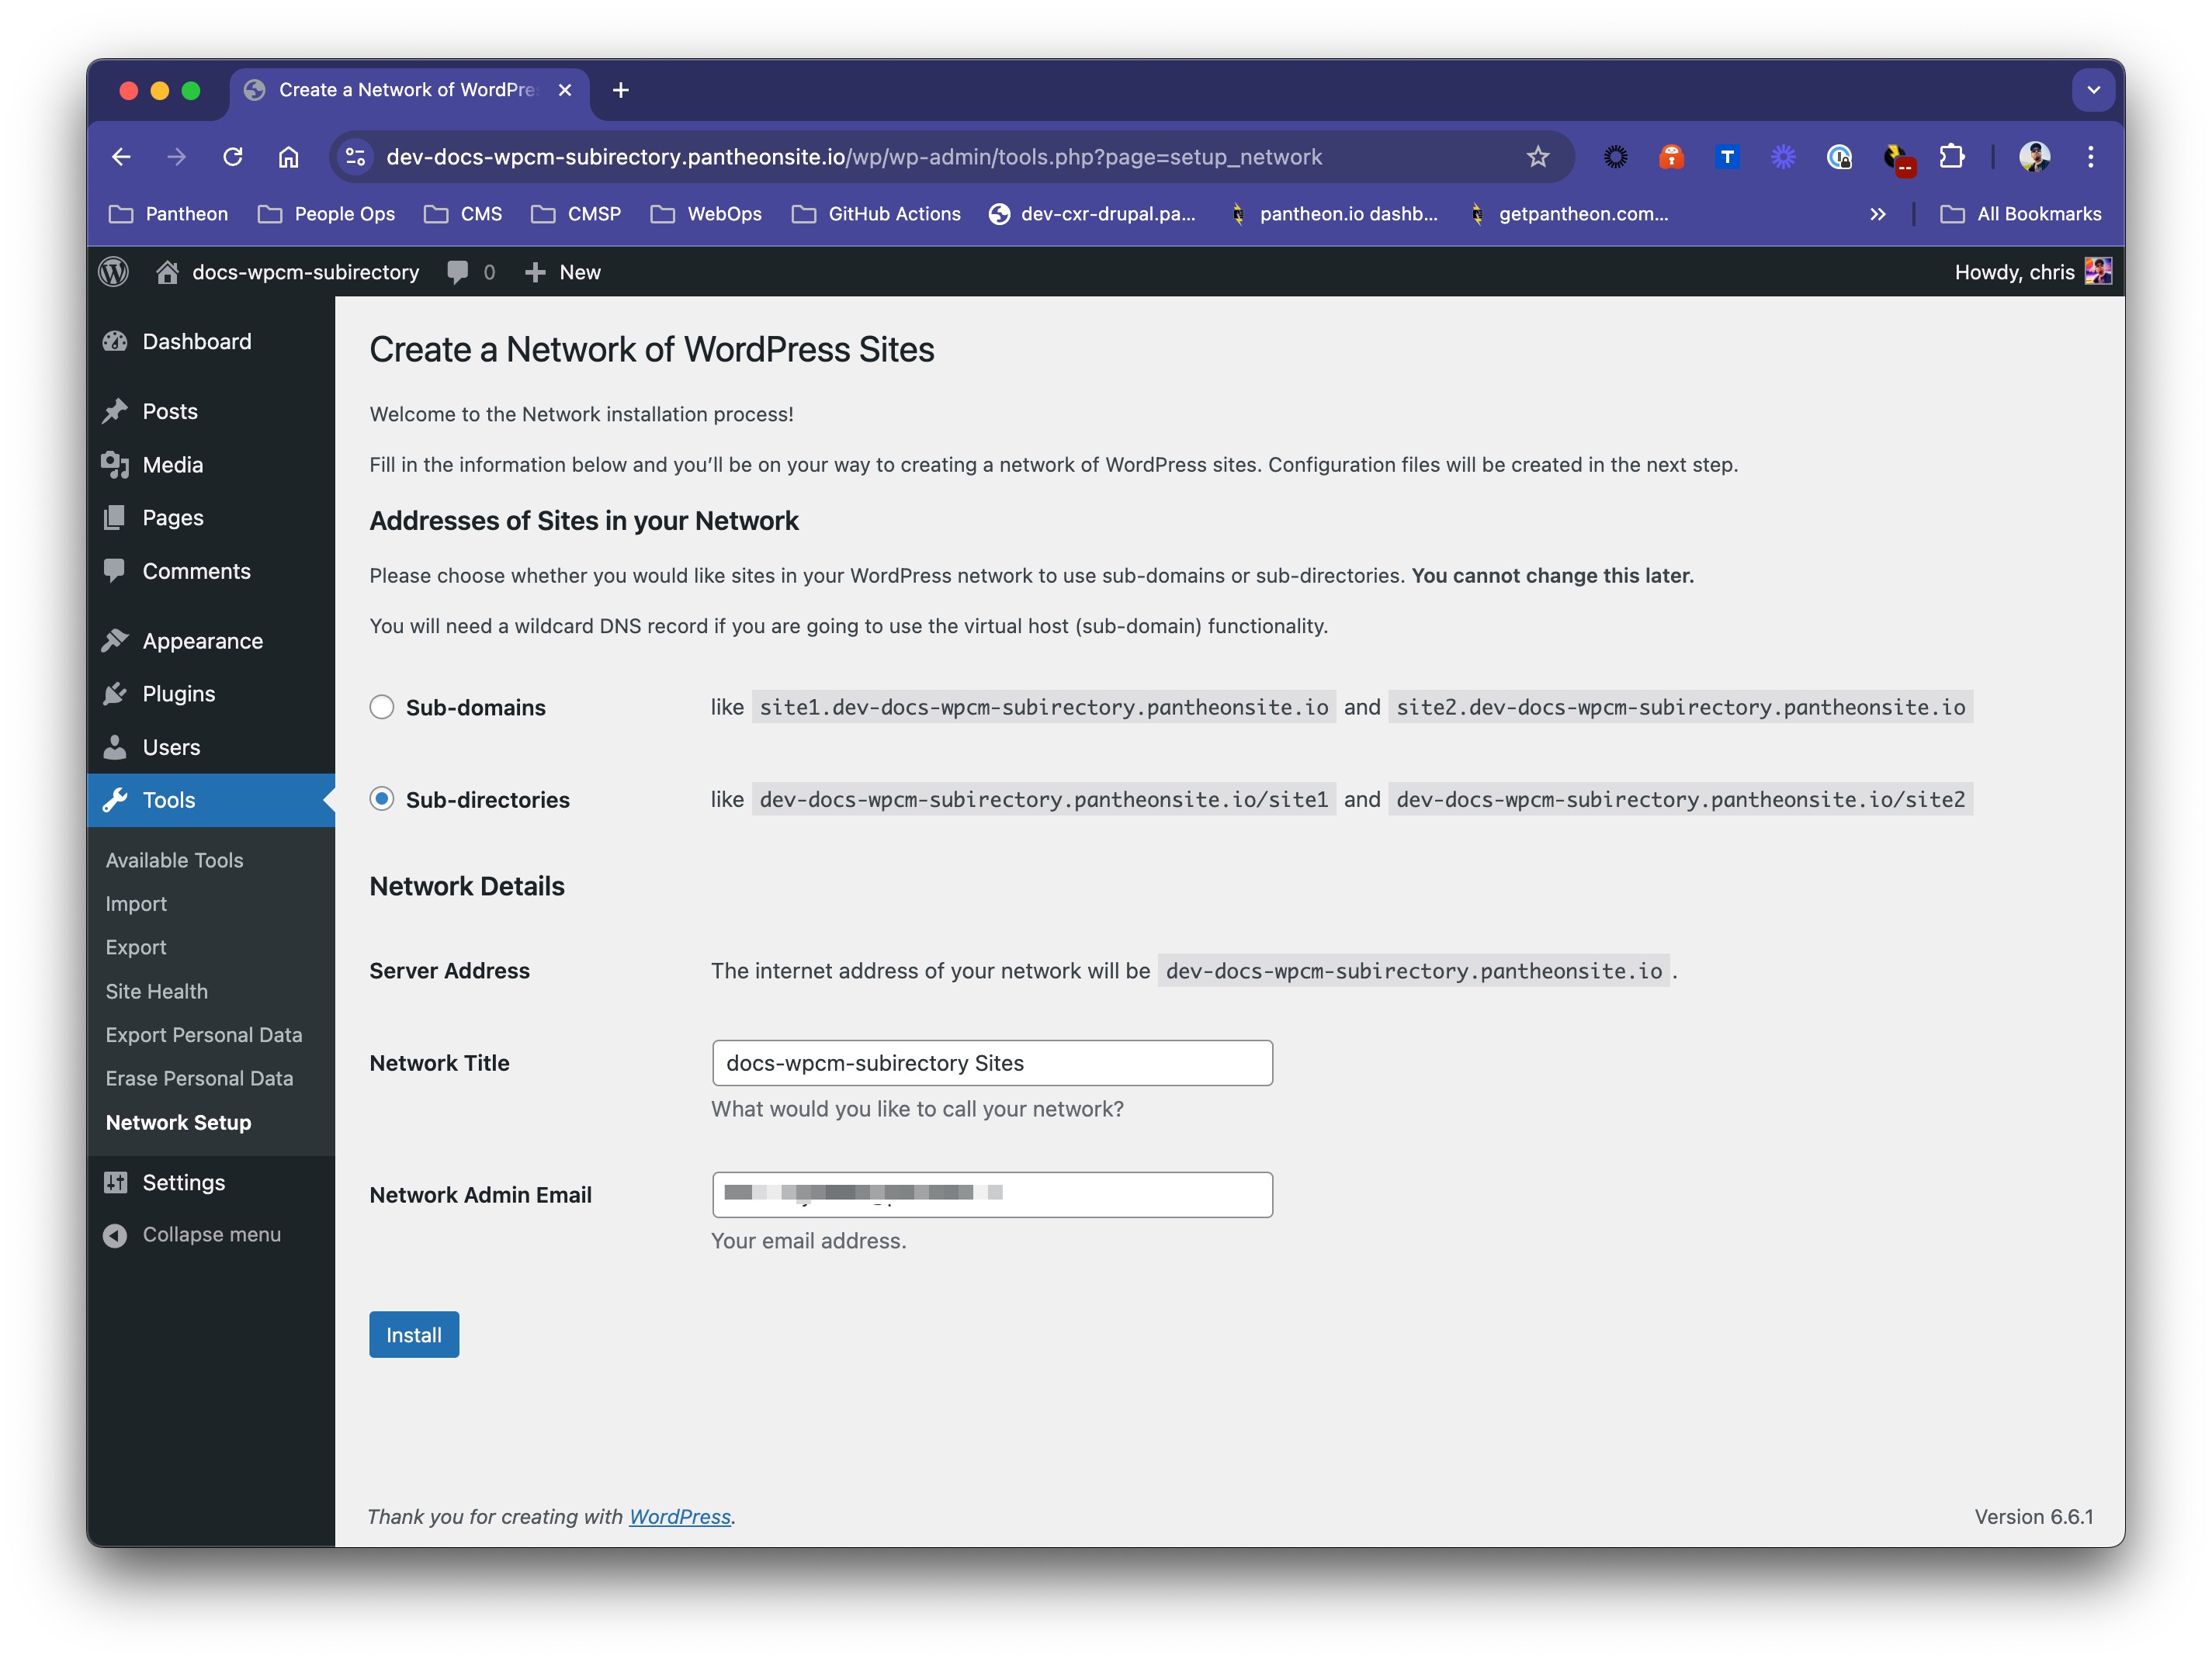 Create a Network of WordPre
dev-docs-wpcm-subirectory.pantheonsite.io/wp/wp-admin/tools.php?page=setup_network
T
--
Pantheon People Ops CMS CMSP WebOps GitHub Actions dev-cxr-drupal.pa... pantheon.io dashb... getpantheon.com... » All Bookmarks
docs-wpcm-subirectory 0 New Howdy, chris
Dashboard
Posts
Media
Pages
Comments
Appearance
Plugins
Users
Tools
Available Tools
Import
Export
Site Health
Export Personal Data
Erase Personal Data
Network Setup
Settings
Collapse menu
Create a Network of WordPress Sites
Welcome to the Network installation process!
Fill in the information below and you’ll be on your way to creating a network of WordPress sites. Configuration files will be created in the next step.
Addresses of Sites in your Network
Please choose whether you would like sites in your WordPress network to use sub-domains or sub-directories. You cannot change this later.
You will need a wildcard DNS record if you are going to use the virtual host (sub-domain) functionality.
Sub-domains like site1.dev-docs-wpcm-subirectory.pantheonsite.io and site2.dev-docs-wpcm-subirectory.pantheonsite.io
Sub-directories like dev-docs-wpcm-subirectory.pantheonsite.io/site1 and dev-docs-wpcm-subirectory.pantheonsite.io/site2
Network Details
Server Address The internet address of your network will be dev-docs-wpcm-subirectory.pantheonsite.io.
Network Title docs-wpcm-subirectory Sites
What would you like to call your network?
Network Admin Email
Your email address.
Install
Thank you for creating with WordPress. Version 6.6.1